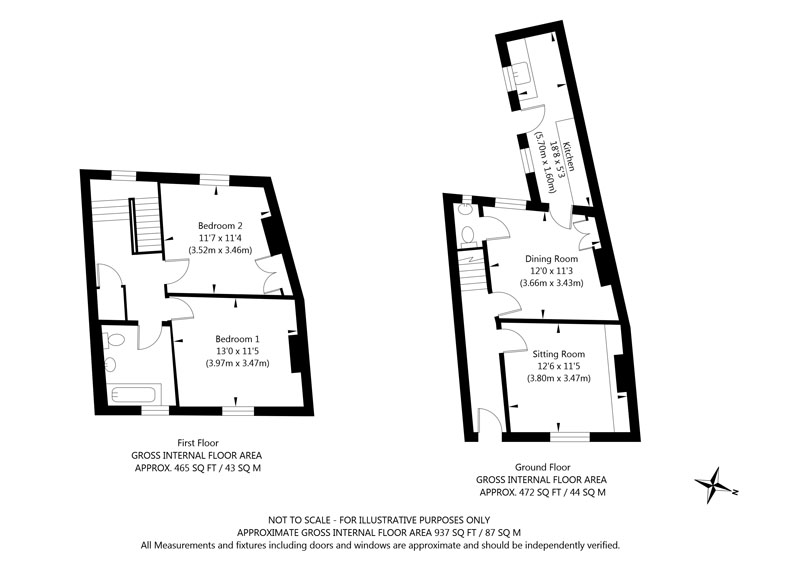 Kitchen
18'8 x 5'3
(5.70m x 1.60m)
Bedroom 2
11'7 x 11'4
(3.52m x 3.46m)
Dining Room
12'0 x 11'3
(3.66m x 3.43m)
Bedroom 1
13'0 x 11'5
(3.97m x 3.47m)
Sitting Room
12'6 x 11'5
(3.80m x 3.47m)
First Floor
GROSS INTERNAL FLOOR AREA
APPROX. 465 SQ FT / 43 SQ M
Ground Floor
GROSS INTERNAL FLOOR AREA
APPROX. 472 SQ FT / 44 SQ M
N
NOT TO SCALE - FOR ILLUSTRATIVE PURPOSES ONLY
APPROXIMATE GROSS INTERNAL FLOOR AREA 937 SQ FT / 87 SQ M
All Measurements and fixtures including doors and windows are approximate and should be independently verified.